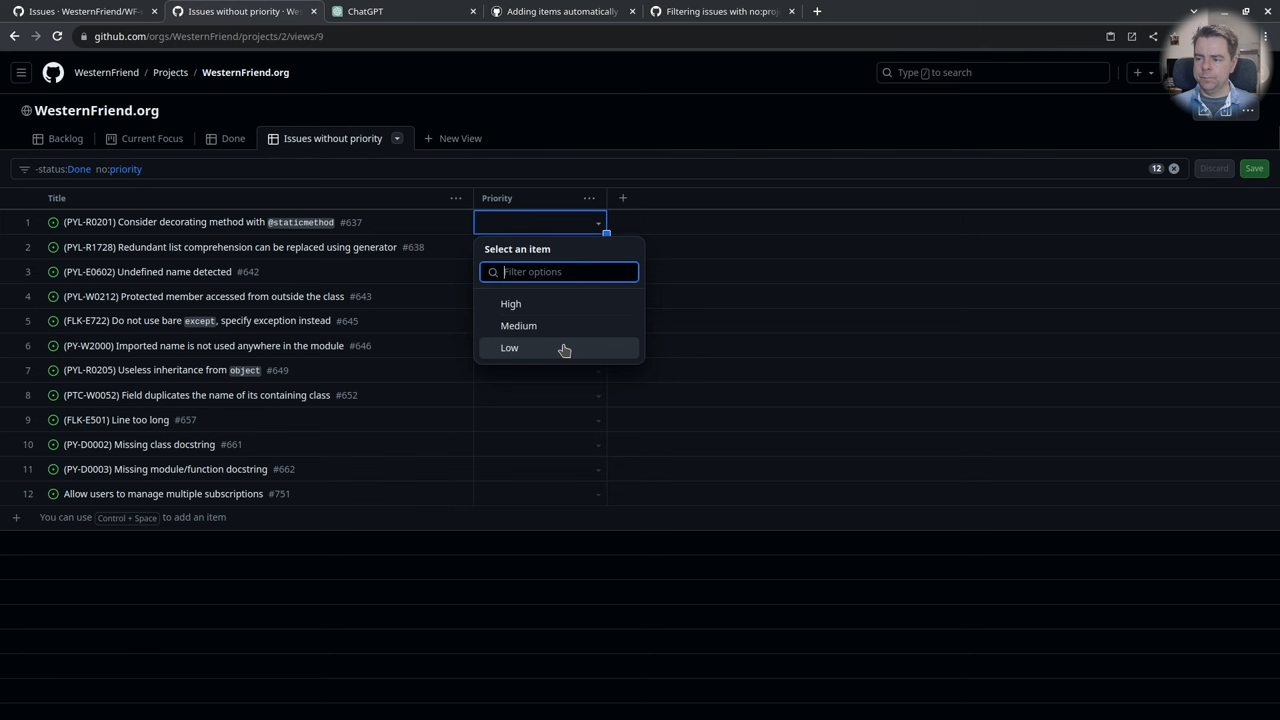 Issues · WesternFriend/WF-
Issues without priority · Wes
ChatGPT
Adding items automatically
Filtering issues with no:proj
github.com/orgs/WesternFriend/projects/2/views/9
WesternFriend / Projects / WesternFriend.org
Type / to search
WesternFriend.org
Backlog
Current Focus
Done
Issues without priority
New View
-status:Done no:priority
12
Discard
Save
Title
Priority
1 (PYL-R0201) Consider decorating method with @staticmethod #637
2 (PYL-R1728) Redundant list comprehension can be replaced using generator #638
3 (PYL-E0602) Undefined name detected #642
4 (PYL-W0212) Protected member accessed from outside the class #643
5 (FLK-E722) Do not use bare except, specify exception instead #645
6 (PY-W2000) Imported name is not used anywhere in the module #646
7 (PYL-R0205) Useless inheritance from object #649
8 (PTC-W0052) Field duplicates the name of its containing class #652
9 (FLK-E501) Line too long #657
10 (PY-D0002) Missing class docstring #661
11 (PY-D0003) Missing module/function docstring #662
12 Allow users to manage multiple subscriptions #751
You can use Control + Space to add an item
Select an item
Filter options
High
Medium
Low